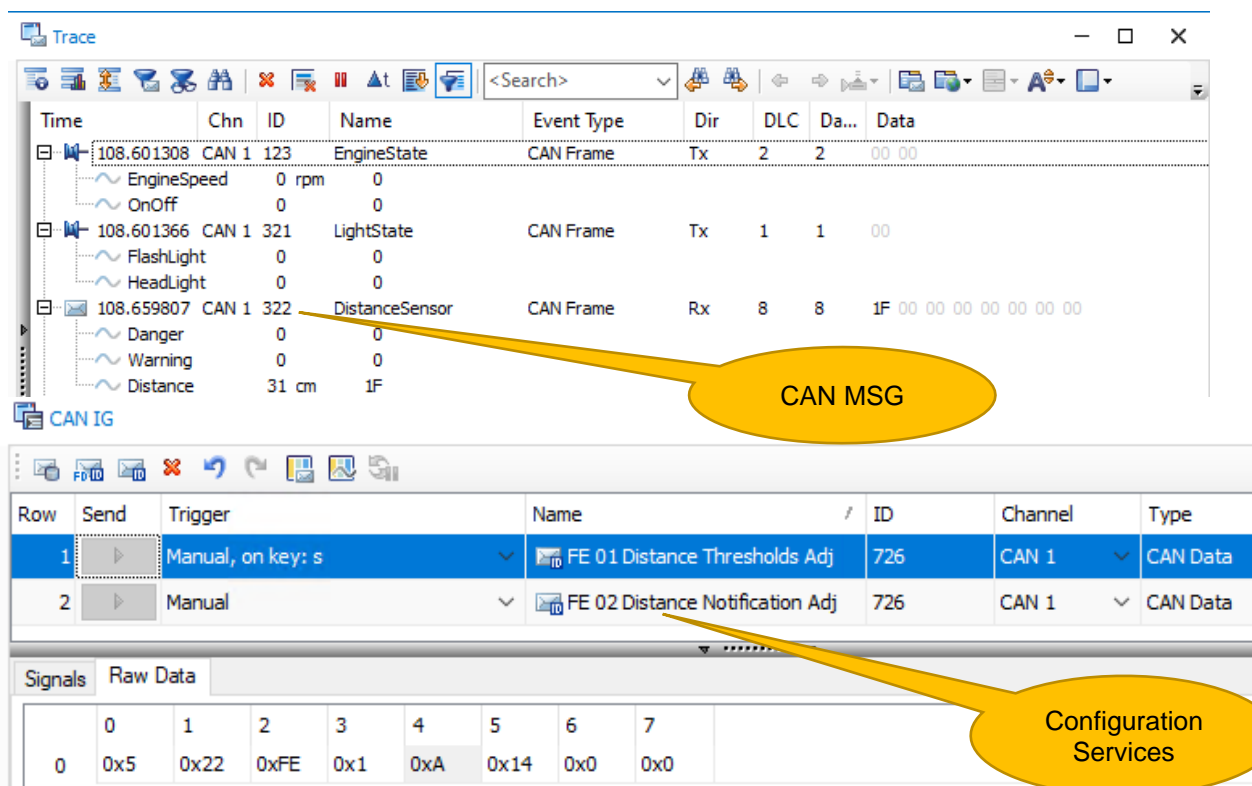 Trace
<Search>
Time Chn ID Name Event Type Dir DLC Da... Data
108.601308 CAN 1 123 EngineState CAN Frame Tx 2 2 00 00
EngineSpeed 0 rpm 0
OnOff 0 0
108.601366 CAN 1 321 LightState CAN Frame Tx 1 1 00
FlashLight 0 0
HeadLight 0 0
108.659807 CAN 1 322 DistanceSensor CAN Frame Rx 8 8 1F 00 00 00 00 00 00 00
Danger 0 0
Warning 0 0
Distance 31 cm 1F
CAN MSG
CAN IG
Row Send Trigger Name / ID Channel Type
1 Manual, on key: s FE 01 Distance Thresholds Adj 726 CAN 1 CAN Data
2 Manual FE 02 Distance Notification Adj 726 CAN 1 CAN Data
Signals Raw Data
Configuration
Services
0 1 2 3 4 5 6 7
0 0x5 0x22 0xFE 0x1 0xA 0x14 0x0 0x0